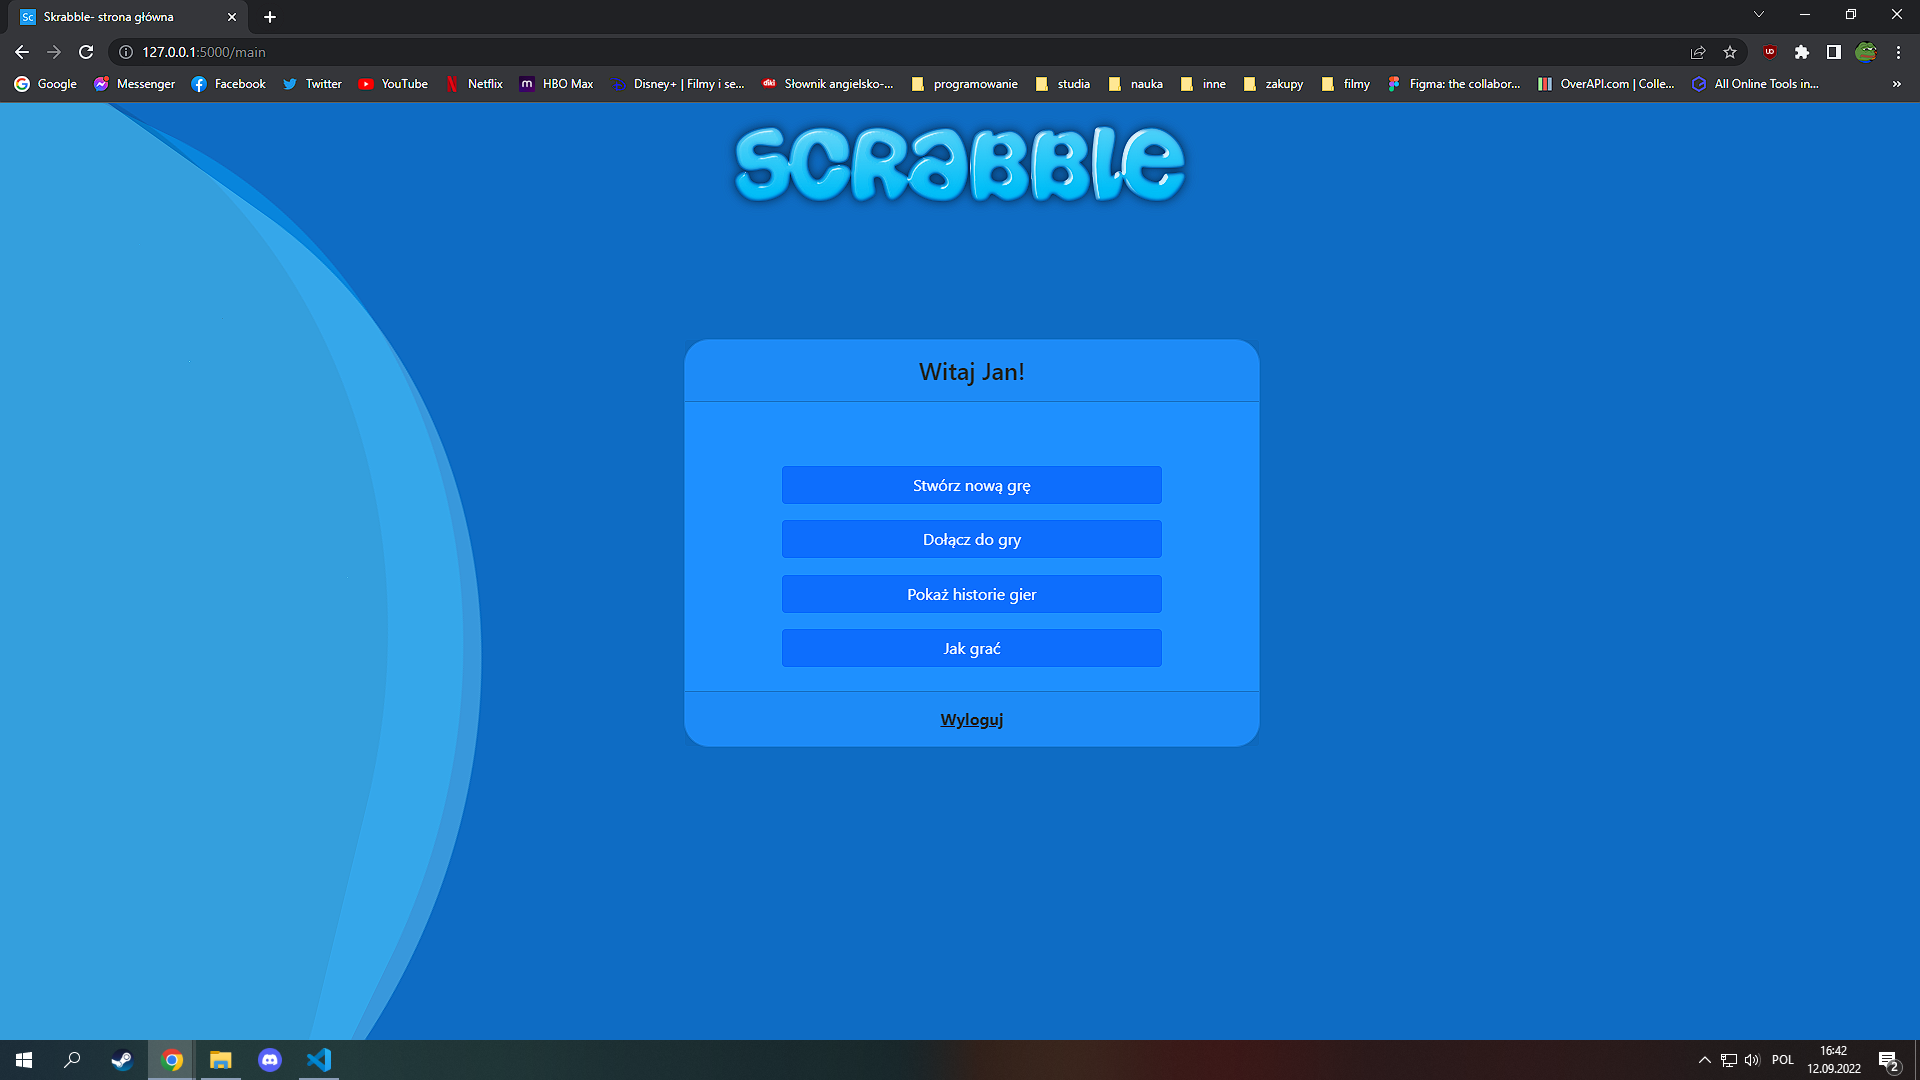 Sc Skrabble- strona główna
127.0.0.1:5000/main
Google Messenger Facebook Twitter YouTube Netflix HBO Max Disney+ | Filmy i se... Słownik angielsko-... programowanie studia nauka inne zakupy filmy Figma: the collabor... OverAPI.com | Colle... All Online Tools in...
SCRABBLE
Witaj Jan!
Stwórz nową grę
Dołącz do gry
Pokaż historie gier
Jak grać
Wyloguj
POL
16:42
12.09.2022
2